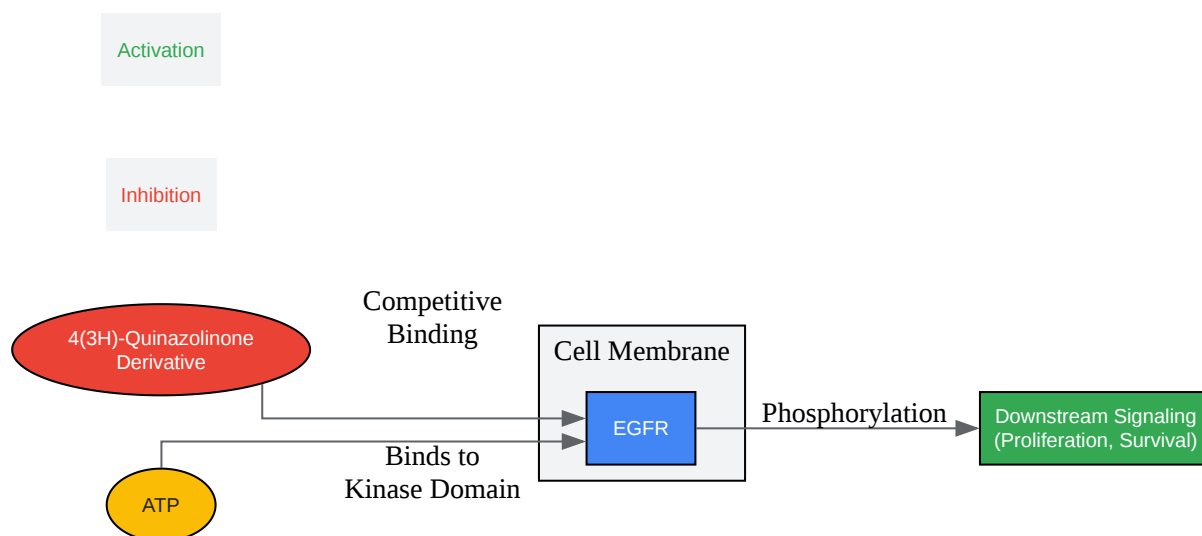 Activation
Inhibition
4(3H)-Quinazolinone
Derivative
Competitive
Binding
Cell Membrane
EGFR
Phosphorylation
Downstream Signaling
(Proliferation, Survival)
Binds to
Kinase Domain
ATP